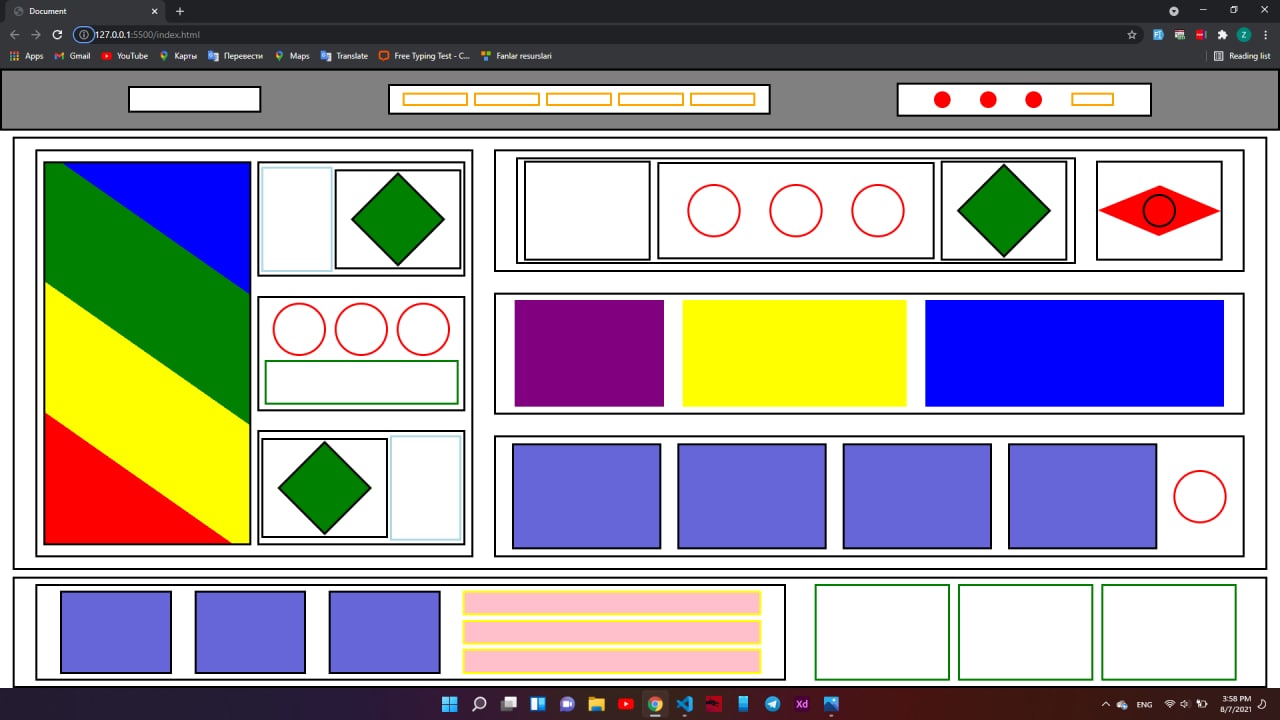 Document
127.0.0.1:5500/index.html
Apps Gmail YouTube Карты Перевести Maps Translate Free Typing Test - C... Fanlar resurslari Reading list
Z
Xd
ENG
3:58 PM
8/7/2021